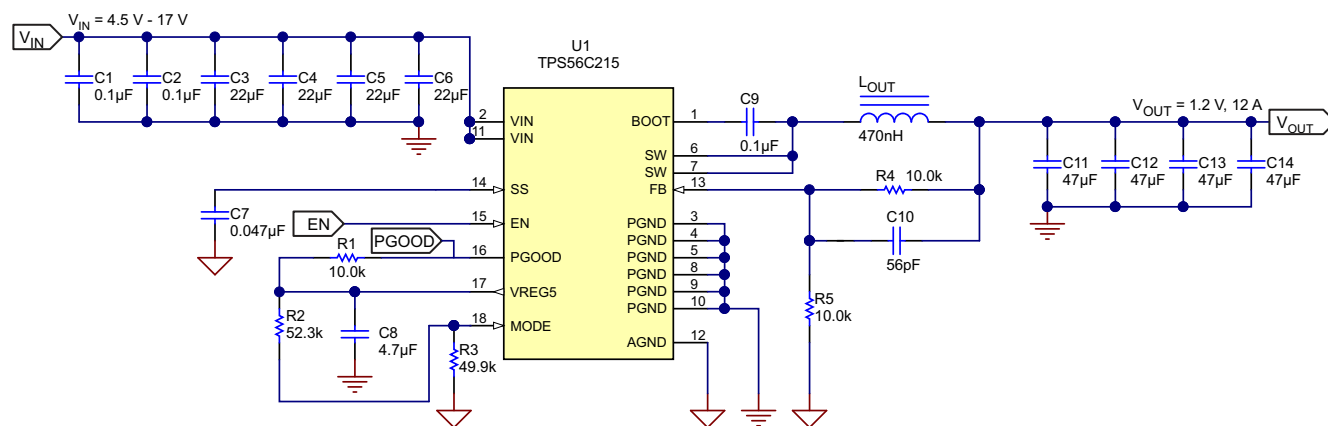 V_IN = 4.5 V - 17 V
V_IN
C1
0.1µF
C2
0.1µF
C3
22µF
C4
22µF
C5
22µF
C6
22µF
U1
TPS56C215
2
VIN
11
VIN
14
SS
15
EN
16
PGOOD
17
VREG5
18
MODE
BOOT
1
SW
6
SW
7
FB
13
PGND
3
PGND
4
PGND
5
PGND
8
PGND
9
PGND
10
AGND
12
C7
0.047µF
EN
PGOOD
R1
10.0k
R2
52.3k
C8
4.7µF
R3
49.9k
C9
0.1µF
L_OUT
470nH
R4 10.0k
C10
56pF
R5
10.0k
V_OUT = 1.2 V, 12 A
V_OUT
C11
47µF
C12
47µF
C13
47µF
C14
47µF